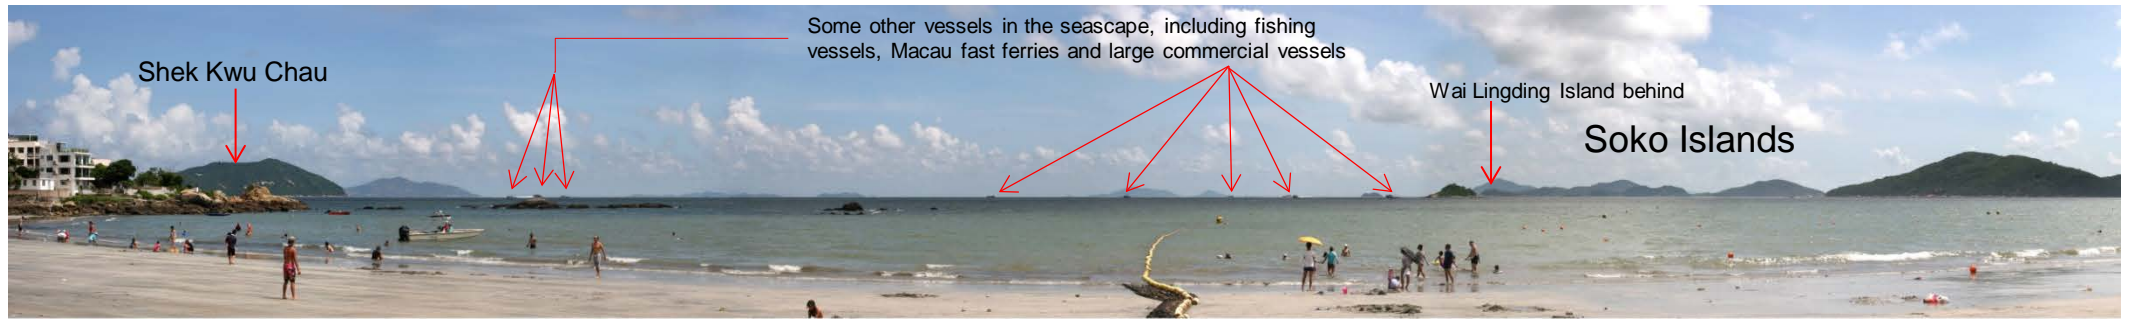 Some other vessels in the seascape, including fishing
vessels, Macau fast ferries and large commercial vessels
Shek Kwu Chau
Wai Lingding Island behind
Soko Islands